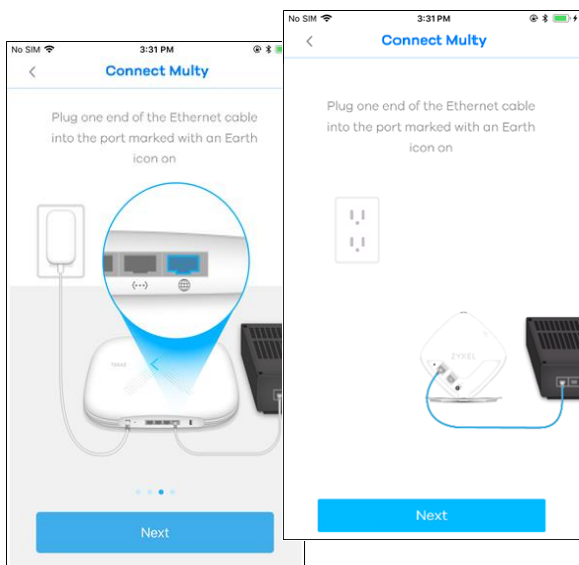 No SIM 3:31 PM
Connect Multy
Plug one end of the Ethernet cable
into the port marked with an Earth
icon on
Next
No SIM 3:31 PM
Connect Multy
Plug one end of the Ethernet cable
into the port marked with an Earth
icon on
ZYXEL
Next